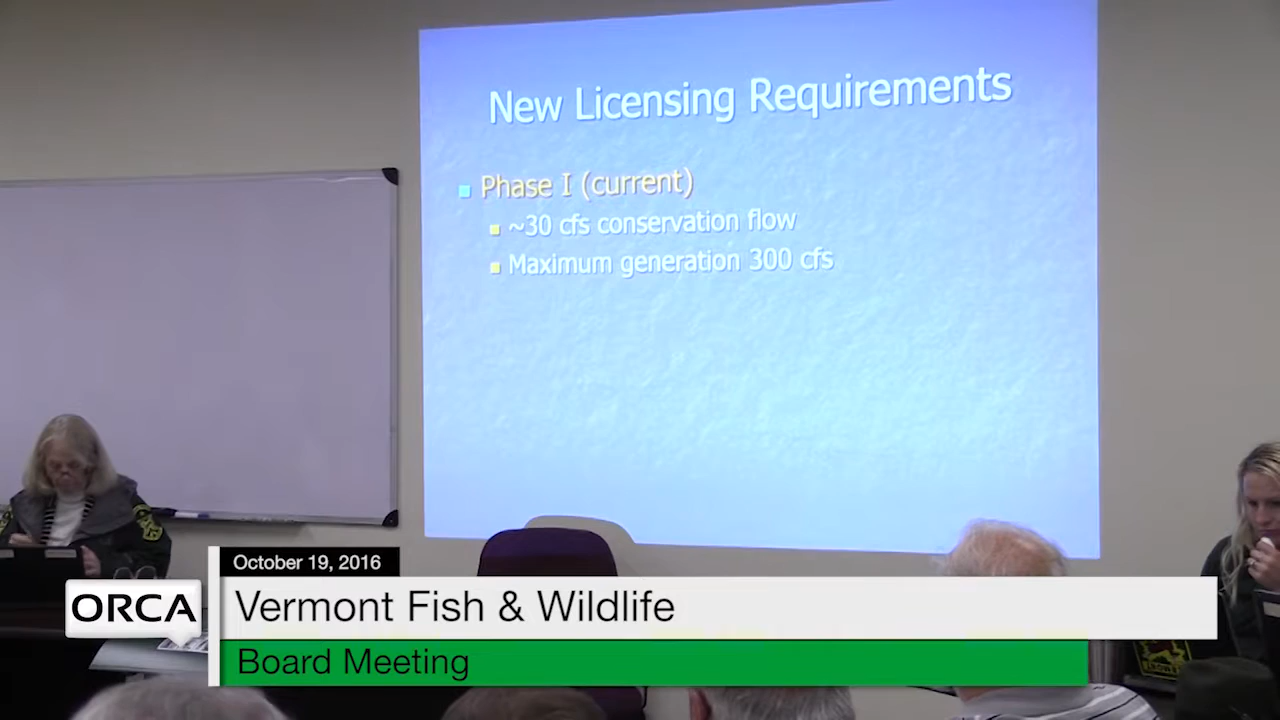 New Licensing Requirements
Phase I (current)
~30 cfs conservation flow
Maximum generation 300 cfs
October 19, 2016
ORCA
Vermont Fish & Wildlife
Board Meeting